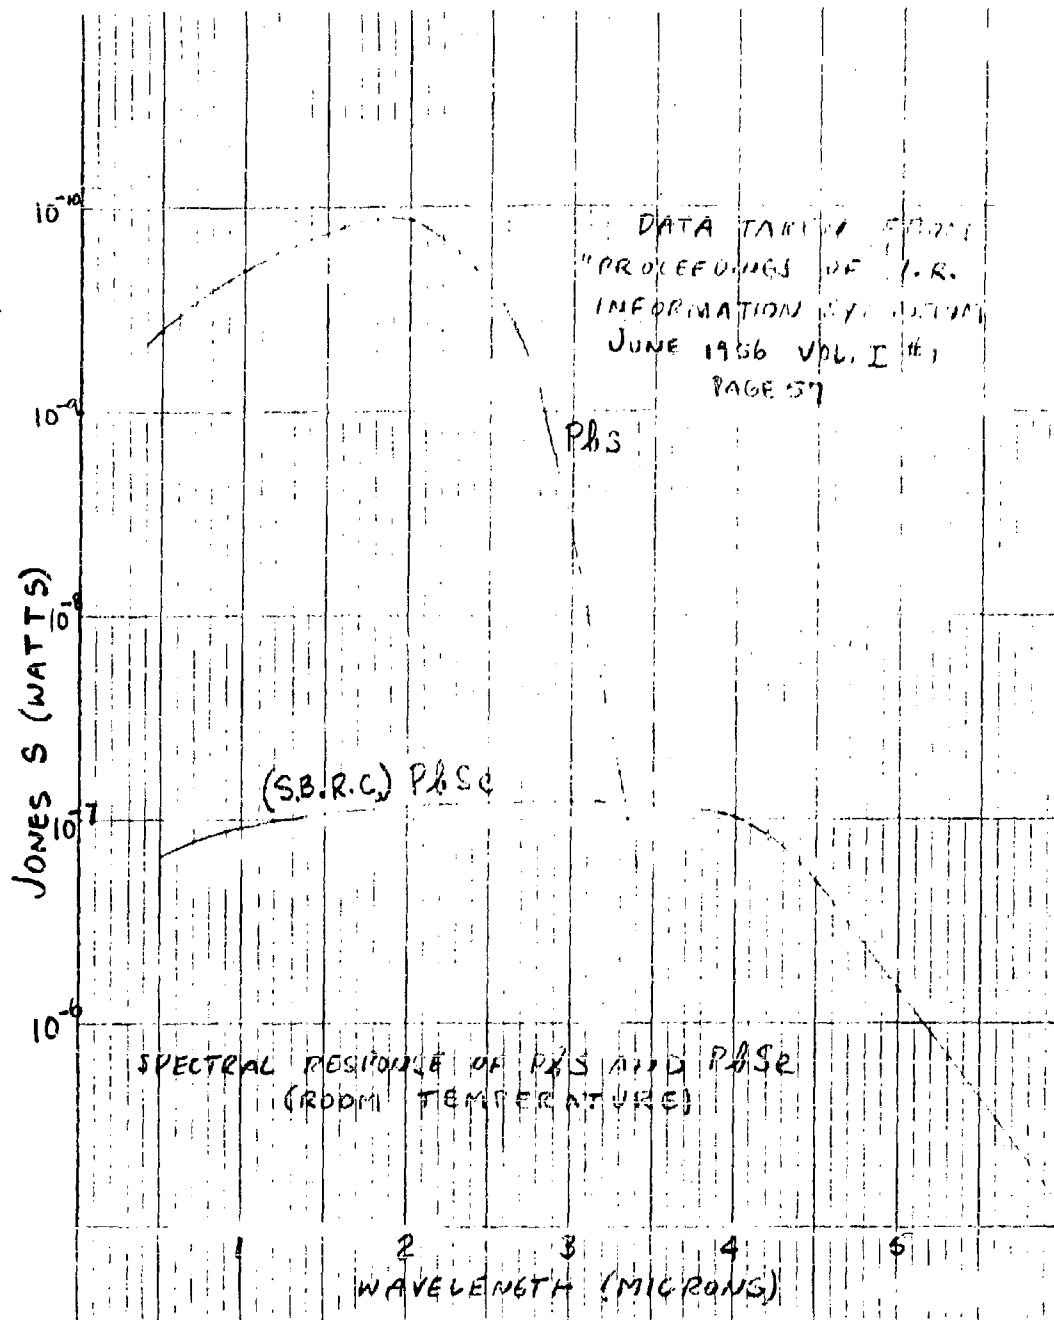 10⁻¹⁰
DATA TAKEN FROM
"PROCEEDINGS OF I.R.
INFORMATION
JUNE 1956 VOL. I #1
PAGE 57
10⁻⁹
PbS
10⁻⁸
JONES S (WATTS)
(S.B.R.C.) PbSe
10⁻⁷
10⁻⁶
SPECTRAL RESPONSE OF PbS AND PbSe
(ROOM TEMPERATURE)
1 2 3 4 5
WAVELENGTH (MICRONS)